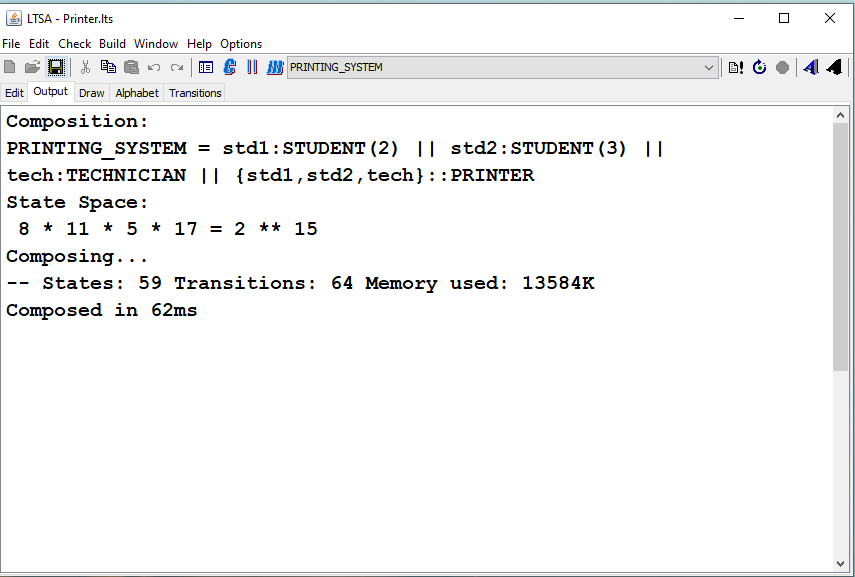 LTSA - Printer.lts
File Edit Check Build Window Help Options
PRINTING_SYSTEM
Edit Output Draw Alphabet Transitions
Composition:
PRINTING_SYSTEM = std1:STUDENT(2) || std2:STUDENT(3) ||
tech:TECHNICIAN || {std1,std2,tech}::PRINTER
State Space:
 8 * 11 * 5 * 17 = 2 ** 15
Composing...
-- States: 59 Transitions: 64 Memory used: 13584K
Composed in 62ms